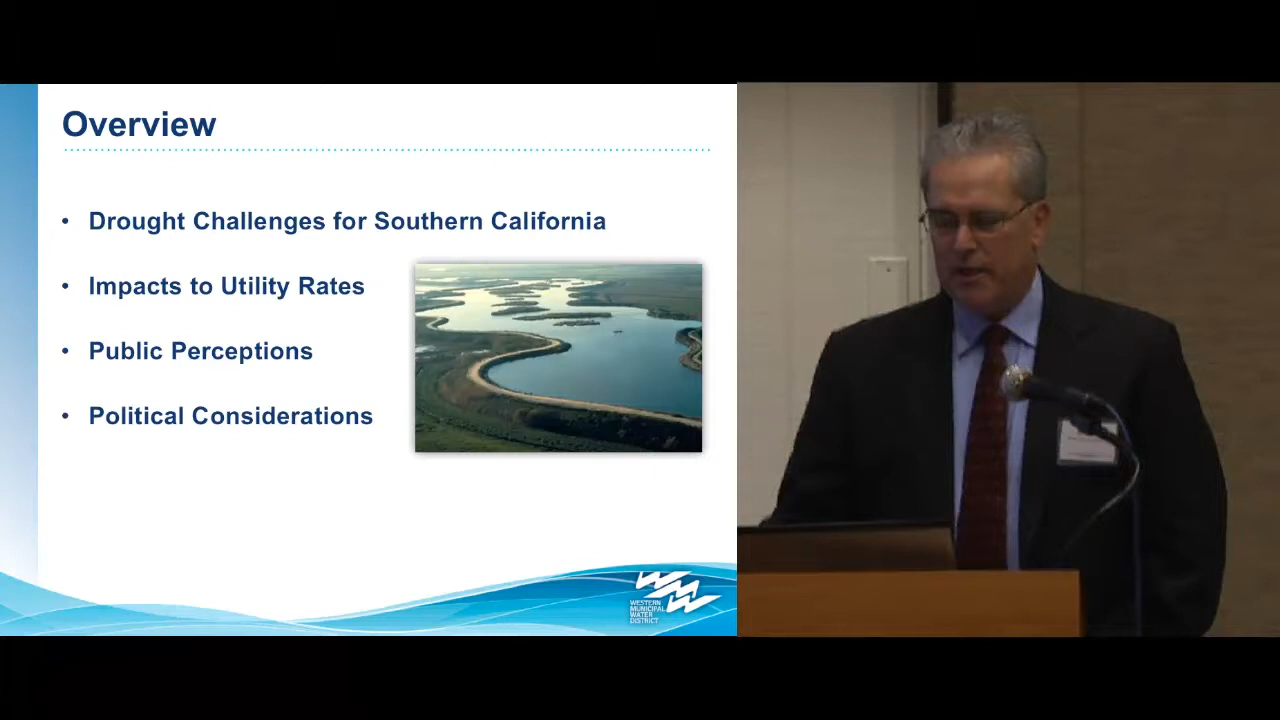 Overview
• Drought Challenges for Southern California
• Impacts to Utility Rates
• Public Perceptions
• Political Considerations
WESTERN
MUNICIPAL
WATER
DISTRICT